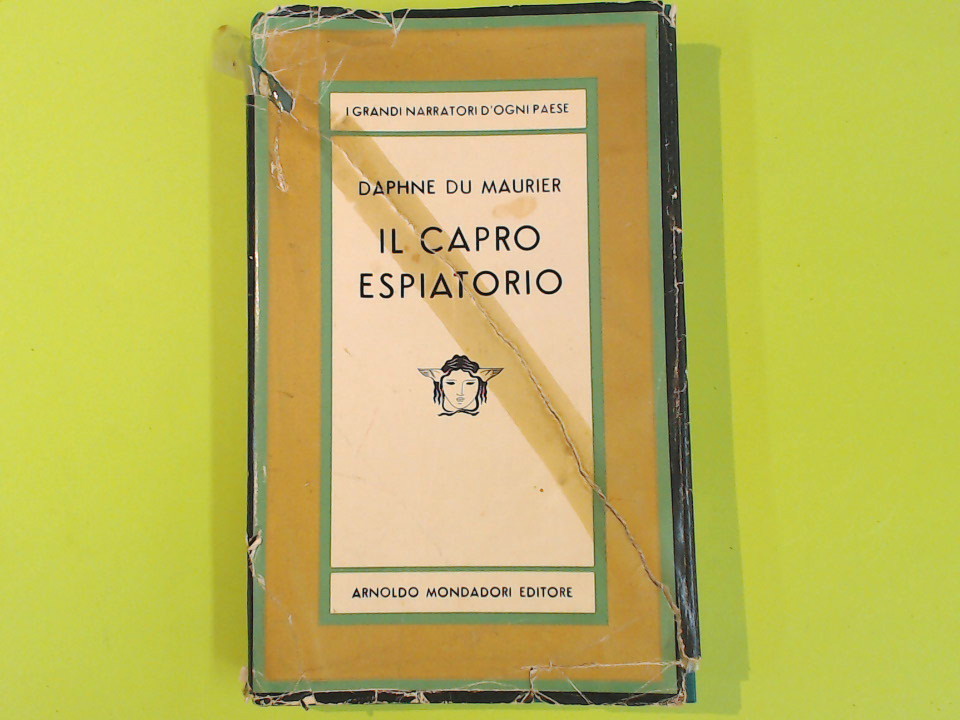 I GRANDI NARRATORI D'OGNI PAESE
DAPHNE DU MAURIER
IL CAPRO
ESPIATORIO
ARNOLDO MONDADORI EDITORE